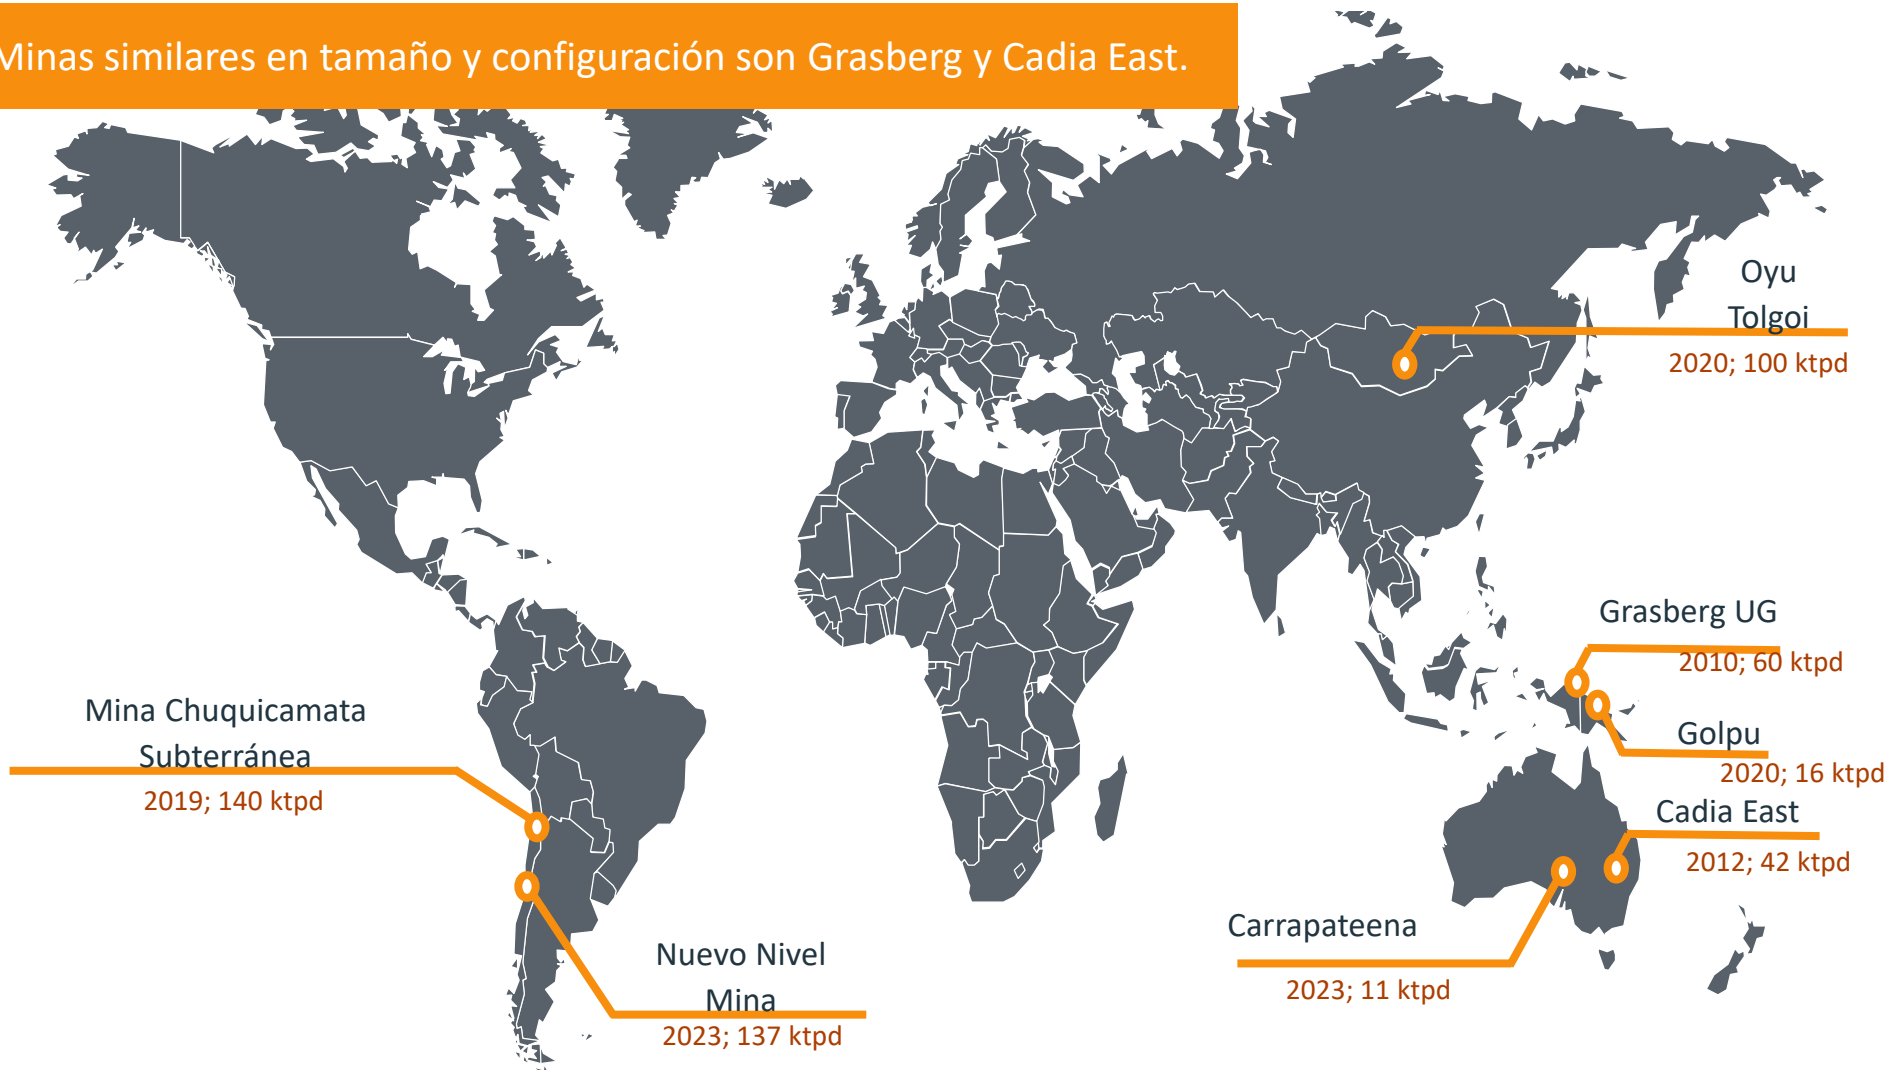 Minas similares en tamaño y configuración son Grasberg y Cadia East.
Oyu
Tolgoi
2020; 100 ktpd
Grasberg UG
2010; 60 ktpd
Golpu
2020; 16 ktpd
Cadia East
2012; 42 ktpd
Carrapateena
2023; 11 ktpd
Mina Chuquicamata
Subterránea
2019; 140 ktpd
Nuevo Nivel
Mina
2023; 137 ktpd